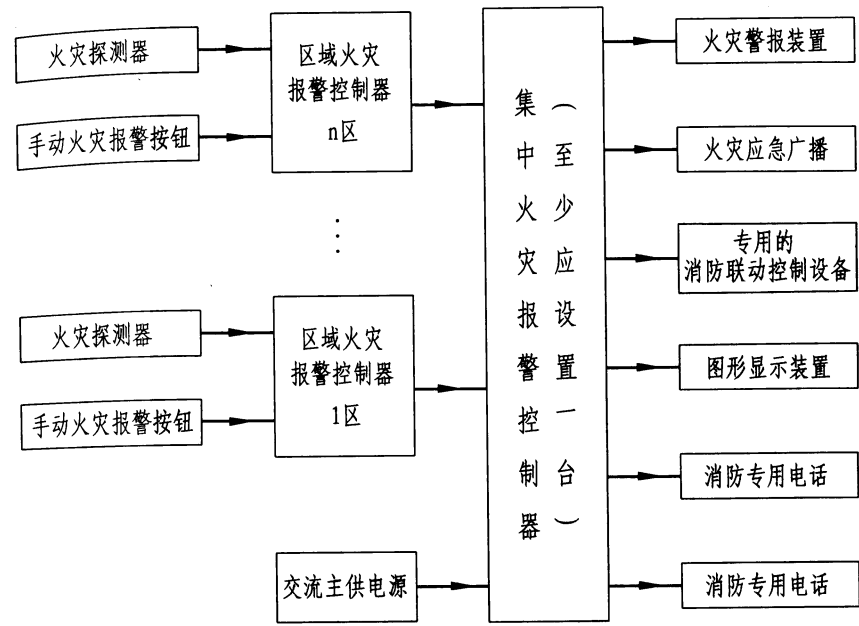 火灾探测器
手动火灾报警按钮
区域火灾
报警控制器
n区
⋮
火灾探测器
手动火灾报警按钮
区域火灾
报警控制器
1区
交流主供电源
集中火灾报警控制器
(至少应设置一台)
火灾警报装置
火灾应急广播
专用的
消防联动控制设备
图形显示装置
消防专用电话
消防专用电话